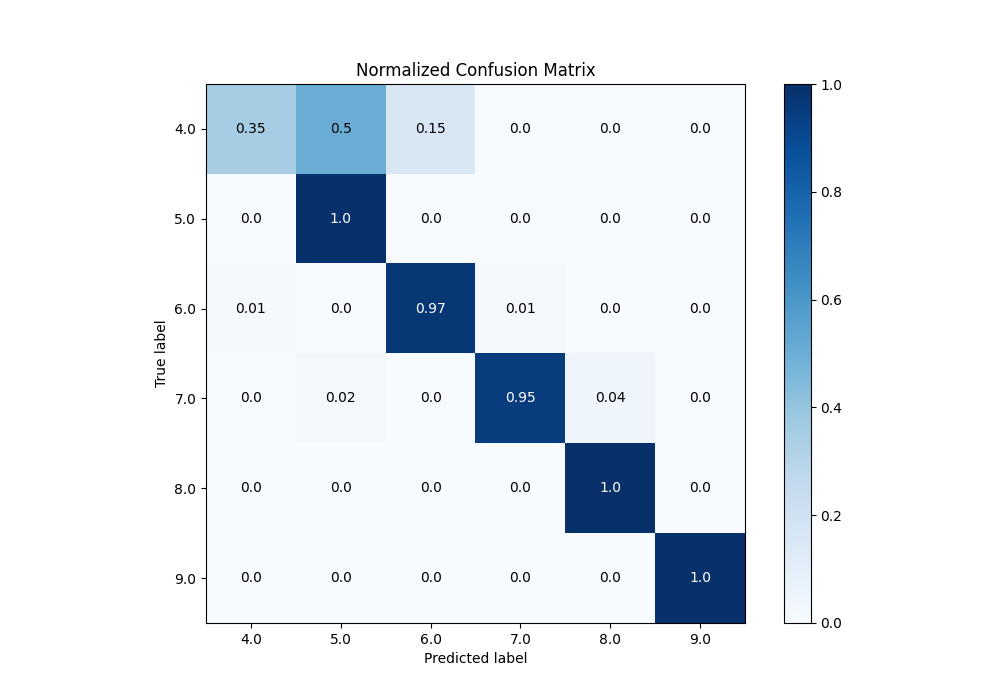 Normalized Confusion Matrix
1.0
4.0 0.35 0.5 0.15 0.0 0.0 0.0
0.8
5.0 0.0 1.0 0.0 0.0 0.0 0.0
0.6
6.0 0.01 0.0 0.97 0.01 0.0 0.0
True label
7.0 0.0 0.02 0.0 0.95 0.04 0.0
0.4
8.0 0.0 0.0 0.0 0.0 1.0 0.0
0.2
9.0 0.0 0.0 0.0 0.0 0.0 1.0
0.0
4.0 5.0 6.0 7.0 8.0 9.0
Predicted label